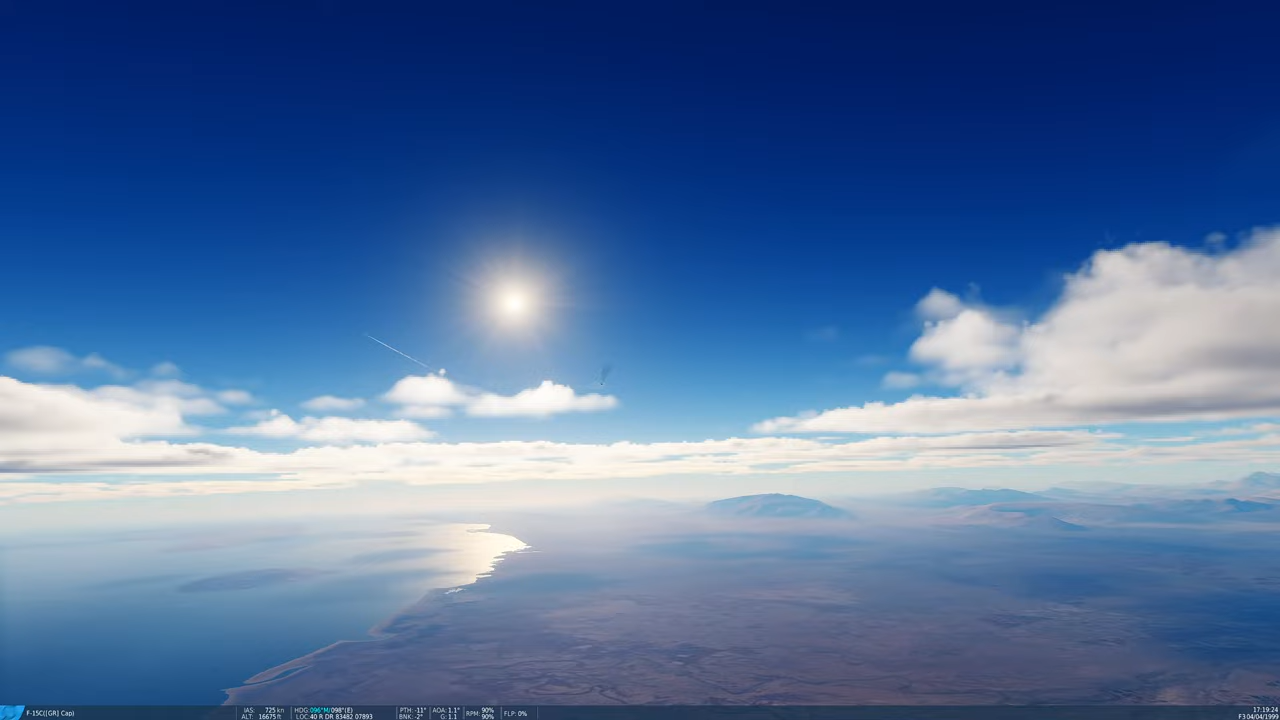 F-15C([GR] Cap)
IAS: 725 kn
ALT: 16675 ft
HDG:096°M/098°(E)
LOC:40 R DR 83482 07893
PTH: -11°
BNK: -2°
AOA: 1.1°
G: 1.1
RPM: 90%
90%
FLP: 0%
17:19:24
F3 04/04/1991